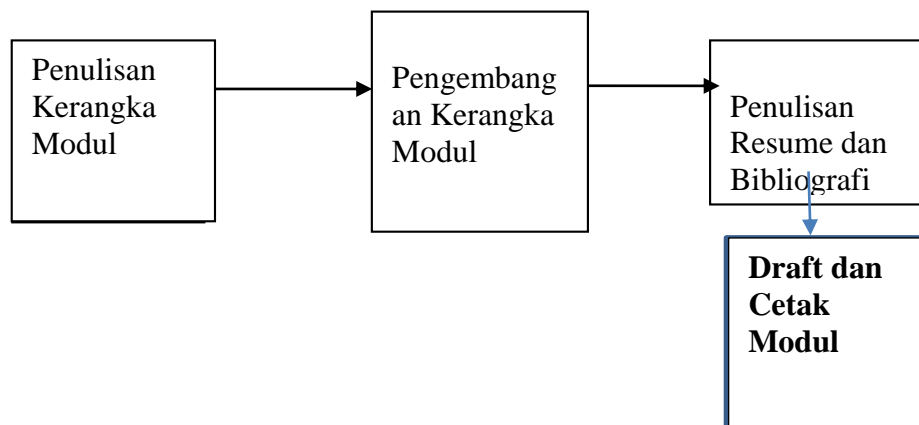 Penulisan
Kerangka
Modul
Pengembang
an Kerangka
Modul
Penulisan
Resume dan
Bibliografi
Draft dan
Cetak
Modul